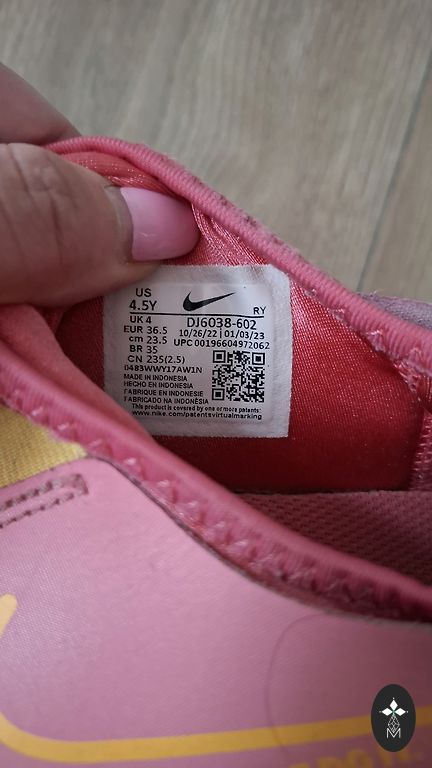 US
4.5Y
RY
UK 4
DJ6038-602
EUR 36.5
10/26/22 | 01/03/23
cm 23.5
UPC 00196604972062
BR 35
CN 235(2.5)
0483WWY17AW1N
MADE IN INDONESIA
HECHO EN INDONESIA
FABRIQUE EN INDONESIE
FABRICADO NA INDONÉSIA
This product is covered by one or more patents:
www.nike.com/patentsvirtualmarking
M